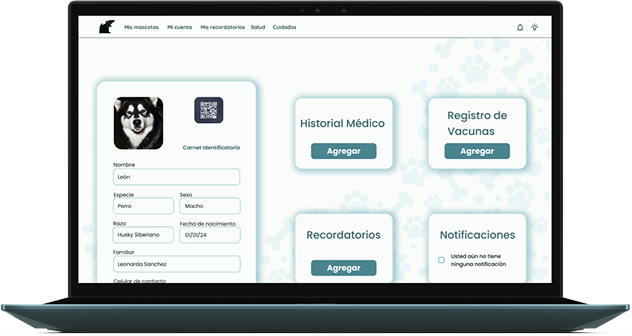 Mis mascotas Mi cuenta Mis recordatorios Salud Cuidados
Carnet Identificatorio
Nombre
León
Especie Sexo
Perro Macho
Raza Fecha de nacimiento
Husky Siberiano 01/01/24
Familiar
Leonardo Sanchez
Celular de contacto
Historial Médico
Agregar
Registro de
Vacunas
Agregar
Recordatorios
Agregar
Notificaciones
Usted aún no tiene
ninguna notificación